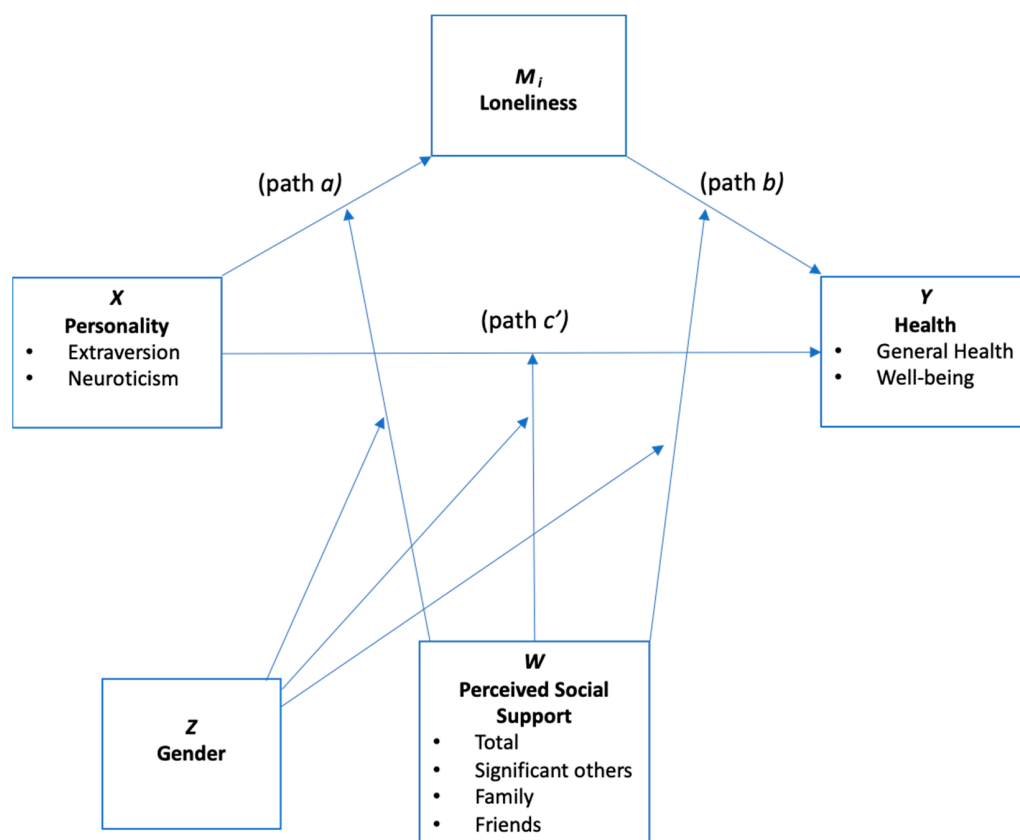 M i
Loneliness
(path a)
(path b)
X
Personality
• Extraversion
• Neuroticism
(path c’)
Y
Health
• General Health
• Well-being
Z
Gender
W
Perceived Social
Support
• Total
• Significant others
• Family
• Friends